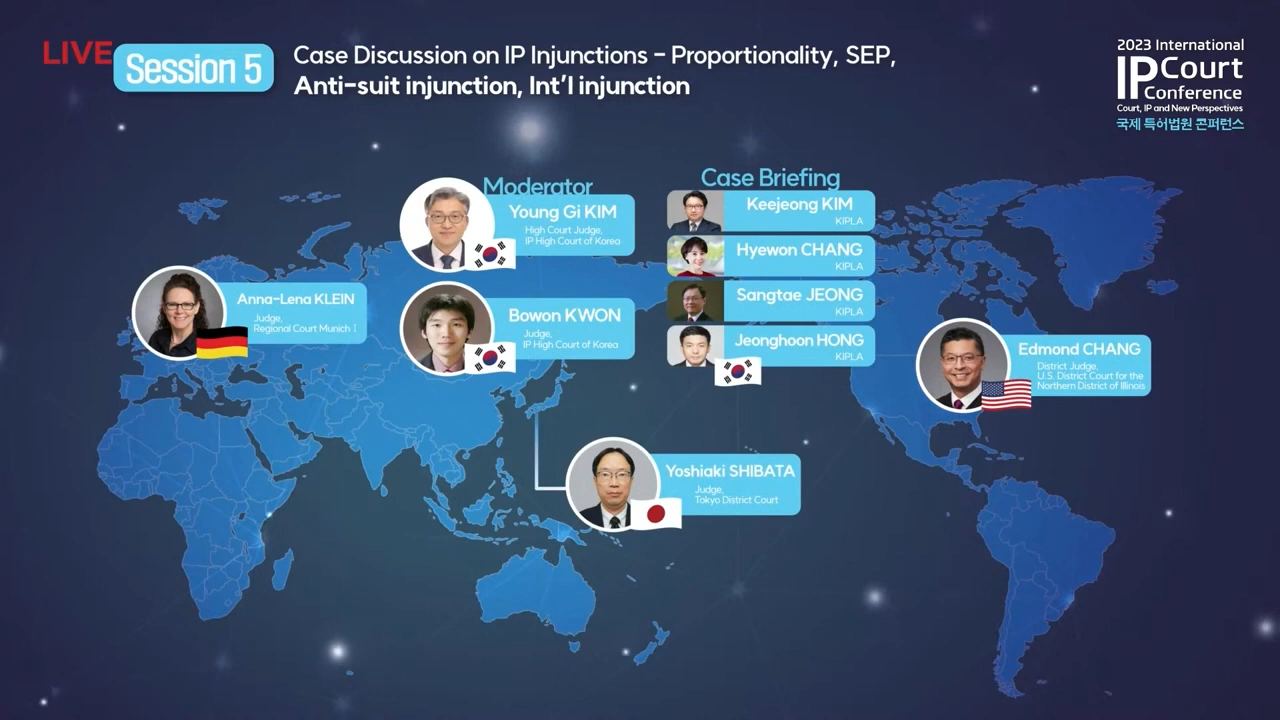 LIVE
Session 5
Case Discussion on IP Injunctions – Proportionality, SEP,
Anti-suit injunction, Int'l injunction
2023 International
IP Court
Conference
Court, IP and New Perspectives
국제 특허법원 콘퍼런스
Moderator
Young Gi KIM
High Court Judge,
IP High Court of Korea
Case Briefing
Keejeong KIM
KIPLA
Hyewon CHANG
KIPLA
Sangtae JEONG
KIPLA
Jeonghoon HONG
KIPLA
Anna-Lena KLEIN
Judge,
Regional Court Munich I
Bowon KWON
Judge,
IP High Court of Korea
Edmond CHANG
District Judge,
U.S. District Court for the
Northern District of Illinois
Yoshiaki SHIBATA
Judge,
Tokyo District Court